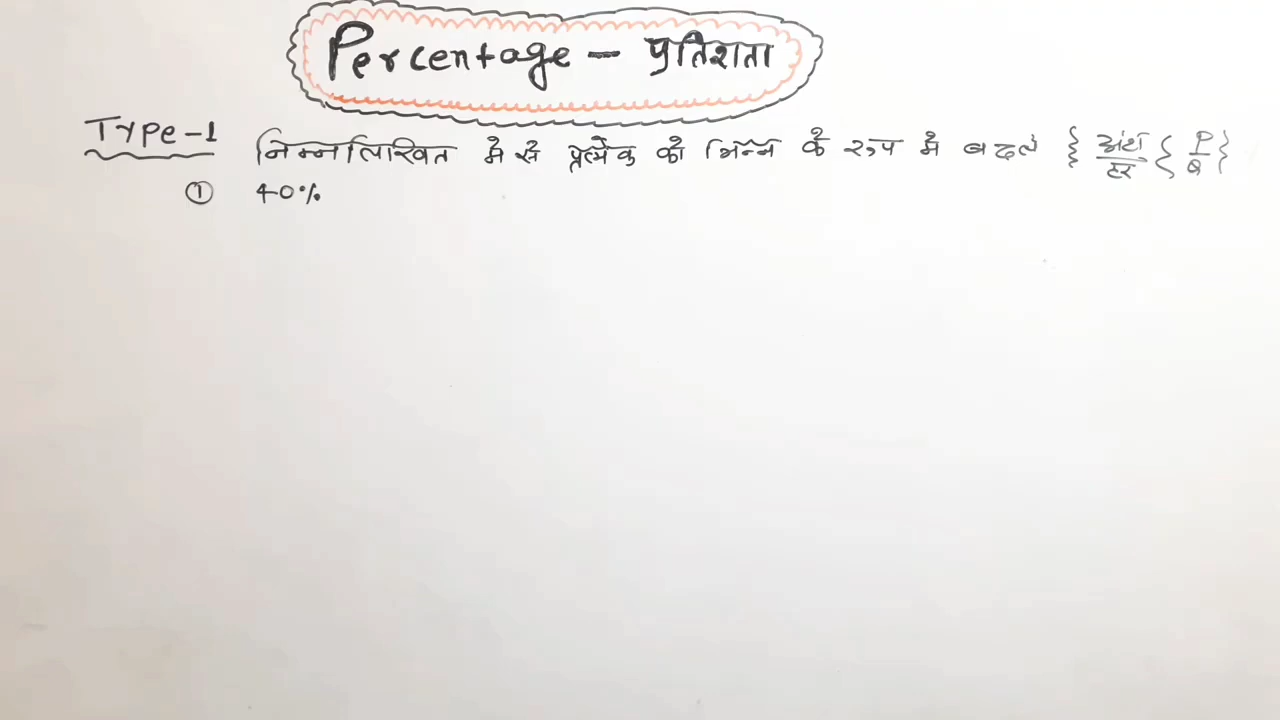 Percentage - प्रतिशता
Type-1 निम्नलिखित मे से प्रत्येक को भिन्न के रूप मे बदले { अंश/हर { P/B }
① 40%